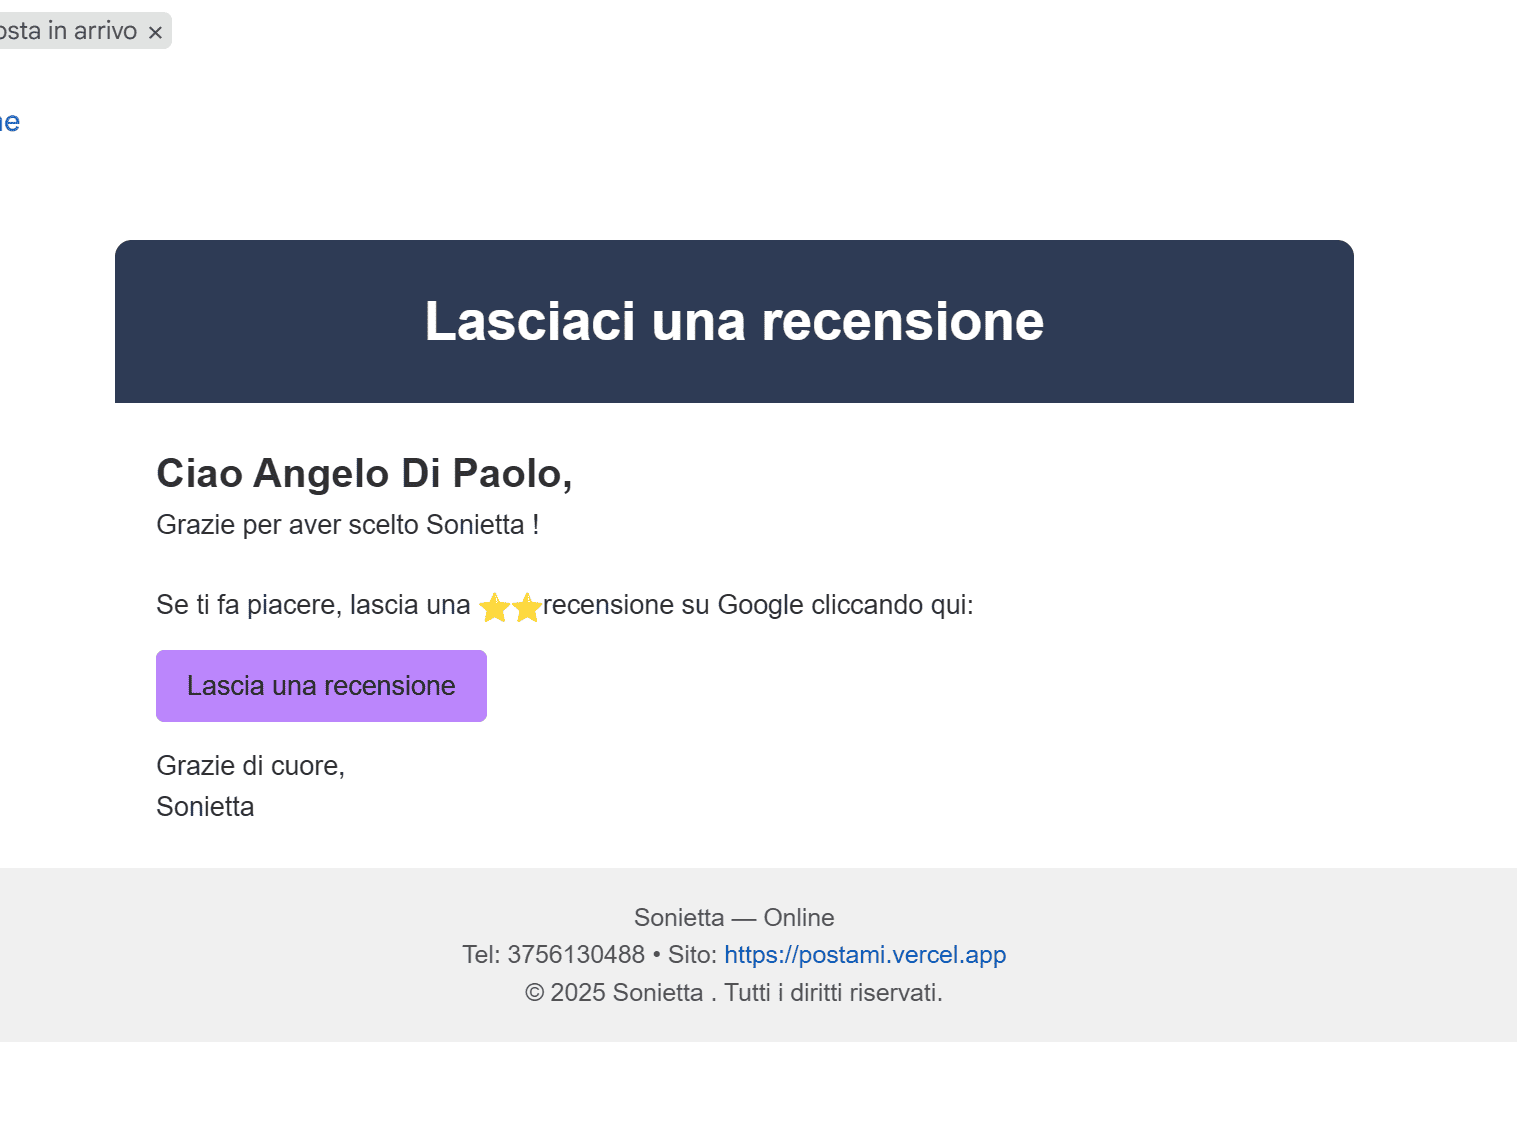 osta in arrivo ×
ne
Lasciaci una recensione
Ciao Angelo Di Paolo,
Grazie per aver scelto Sonietta !
Se ti fa piacere, lascia una ⭐⭐recensione su Google cliccando qui:
Lascia una recensione
Grazie di cuore,
Sonietta
Sonietta — Online
Tel: 3756130488 • Sito: https://postami.vercel.app
© 2025 Sonietta . Tutti i diritti riservati.